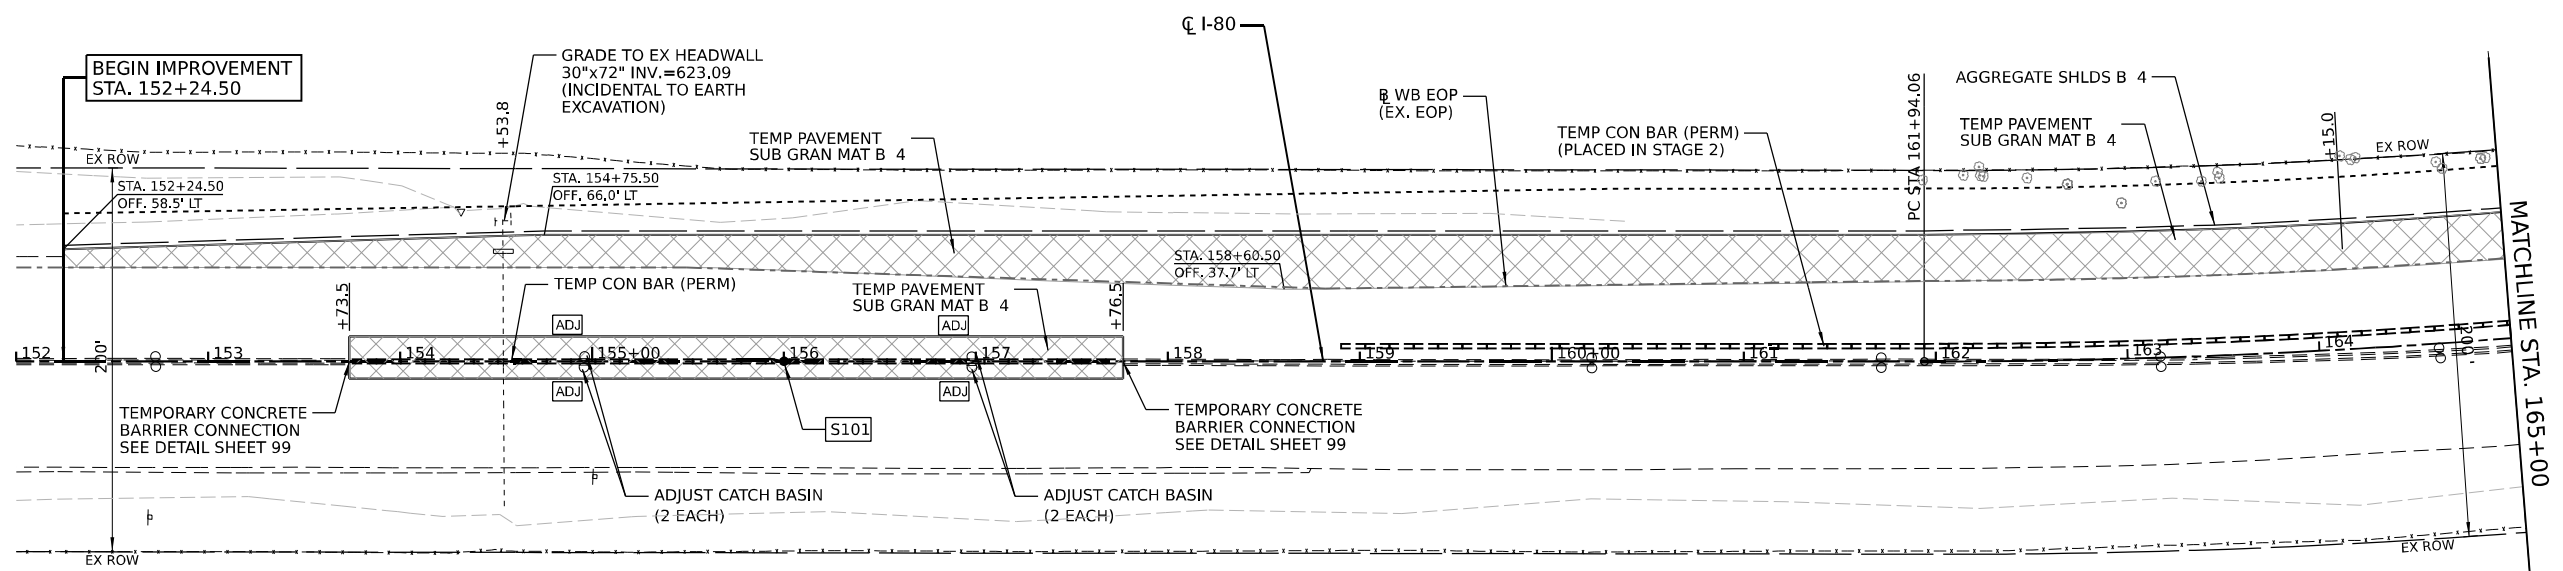 ℄ I-80
BEGIN IMPROVEMENT
STA. 152+24.50
GRADE TO EX HEADWALL
30"x72" INV.=623.09
(INCIDENTAL TO EARTH
EXCAVATION)
+53.8
TEMP PAVEMENT
SUB GRAN MAT B 4
WB EOP
(EX. EOP)
TEMP CON BAR (PERM)
(PLACED IN STAGE 2)
PC STA 161+94.06
AGGREGATE SHLDS B 4
TEMP PAVEMENT
SUB GRAN MAT B 4
+15.0
EX ROW
EX ROW
STA. 152+24.50
OFF. 58.5' LT
STA. 154+75.50
OFF. 66.0' LT
STA. 158+60.50
OFF. 37.7' LT
TEMP CON BAR (PERM)
TEMP PAVEMENT
SUB GRAN MAT B 4
+73.5
+76.5
ADJ
ADJ
152
153
154
155+00
156
157
158
159
160+00
161
162
163
164
200'
200'
MATCHLINE STA. 165+00
ADJ
ADJ
TEMPORARY CONCRETE
BARRIER CONNECTION
SEE DETAIL SHEET 99
S101
TEMPORARY CONCRETE
BARRIER CONNECTION
SEE DETAIL SHEET 99
ADJUST CATCH BASIN
(2 EACH)
ADJUST CATCH BASIN
(2 EACH)
EX ROW
EX ROW